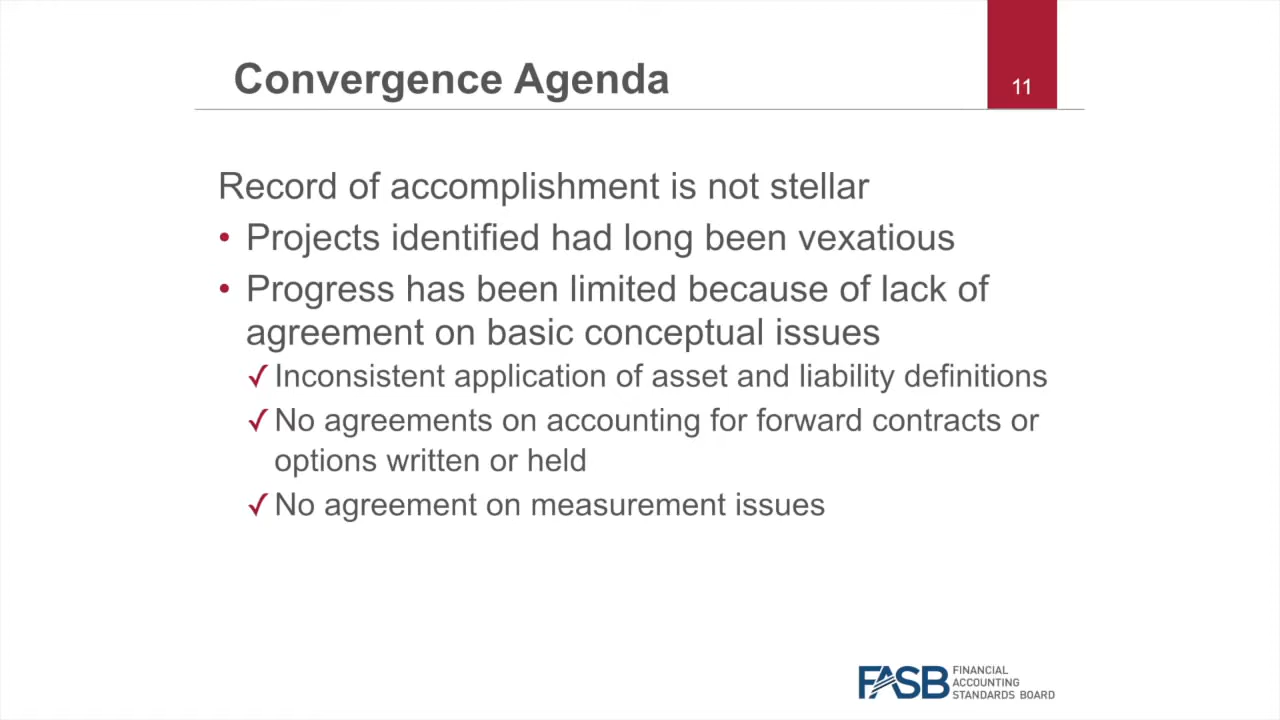 Convergence Agenda
11
Record of accomplishment is not stellar
• Projects identified had long been vexatious
• Progress has been limited because of lack of
agreement on basic conceptual issues
✓ Inconsistent application of asset and liability definitions
✓ No agreements on accounting for forward contracts or
options written or held
✓ No agreement on measurement issues
FASB
FINANCIAL
ACCOUNTING
STANDARDS BOARD